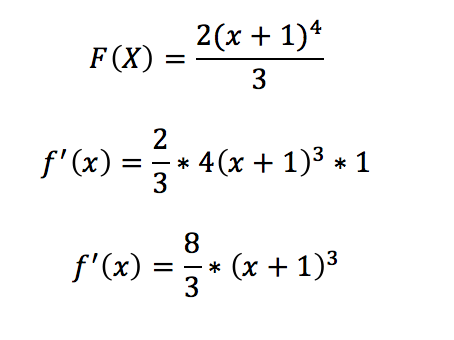 F(X) = 2(x + 1)⁴ / 3
f′(x) = 2/3 * 4(x + 1)³ * 1
f′(x) = 8/3 * (x + 1)³